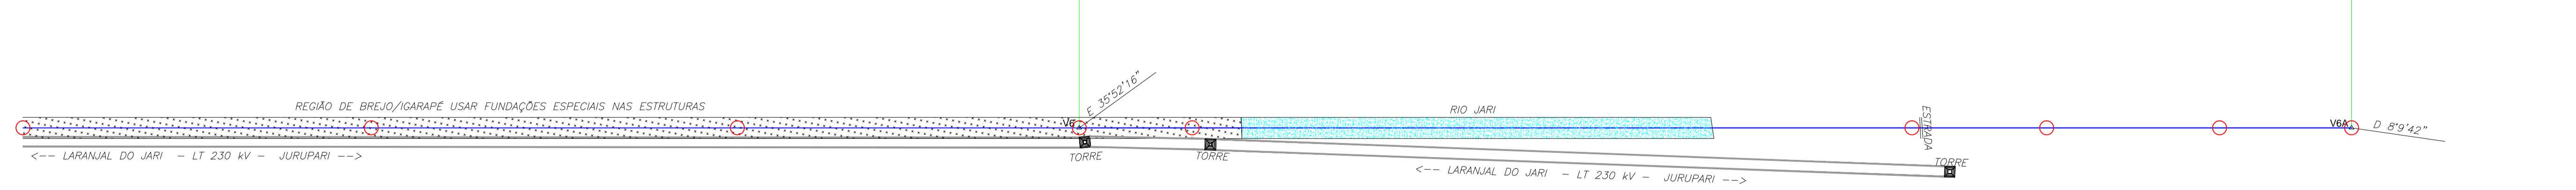 E 35°52'16"
REGIÃO DE BREJO/IGARAPÉ USAR FUNDAÇÕES ESPECIAIS NAS ESTRUTURAS
RIO JARI
ESTRADA
V6
V6A
D 8°9'42"
<-- LARANJAL DO JARI - LT 230 kV - JURUPARI -->
TORRE
TORRE
TORRE
<-- LARANJAL DO JARI - LT 230 kV - JURUPARI -->